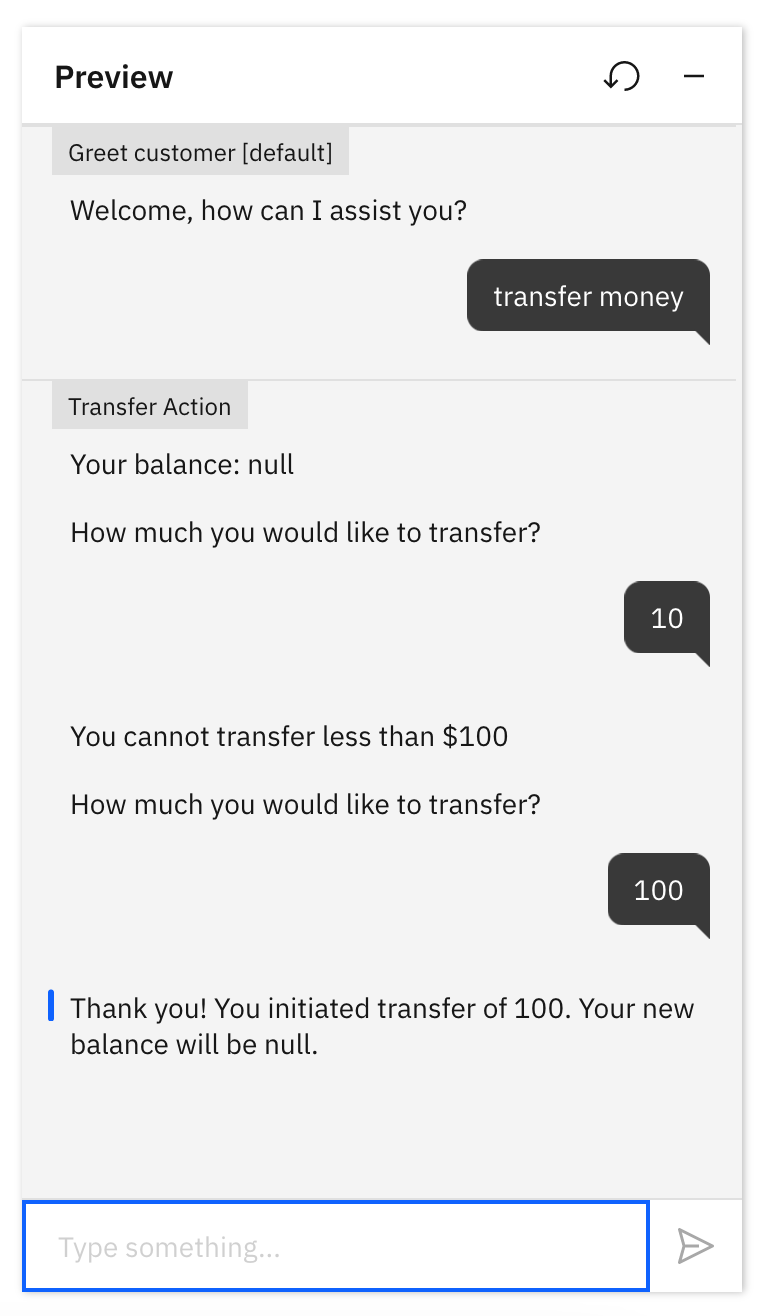 Preview
Greet customer [default]
Welcome, how can I assist you?
transfer money
Transfer Action
Your balance: null
How much you would like to transfer?
10
You cannot transfer less than $100
How much you would like to transfer?
100
Thank you! You initiated transfer of 100. Your new
balance will be null.
Type something...